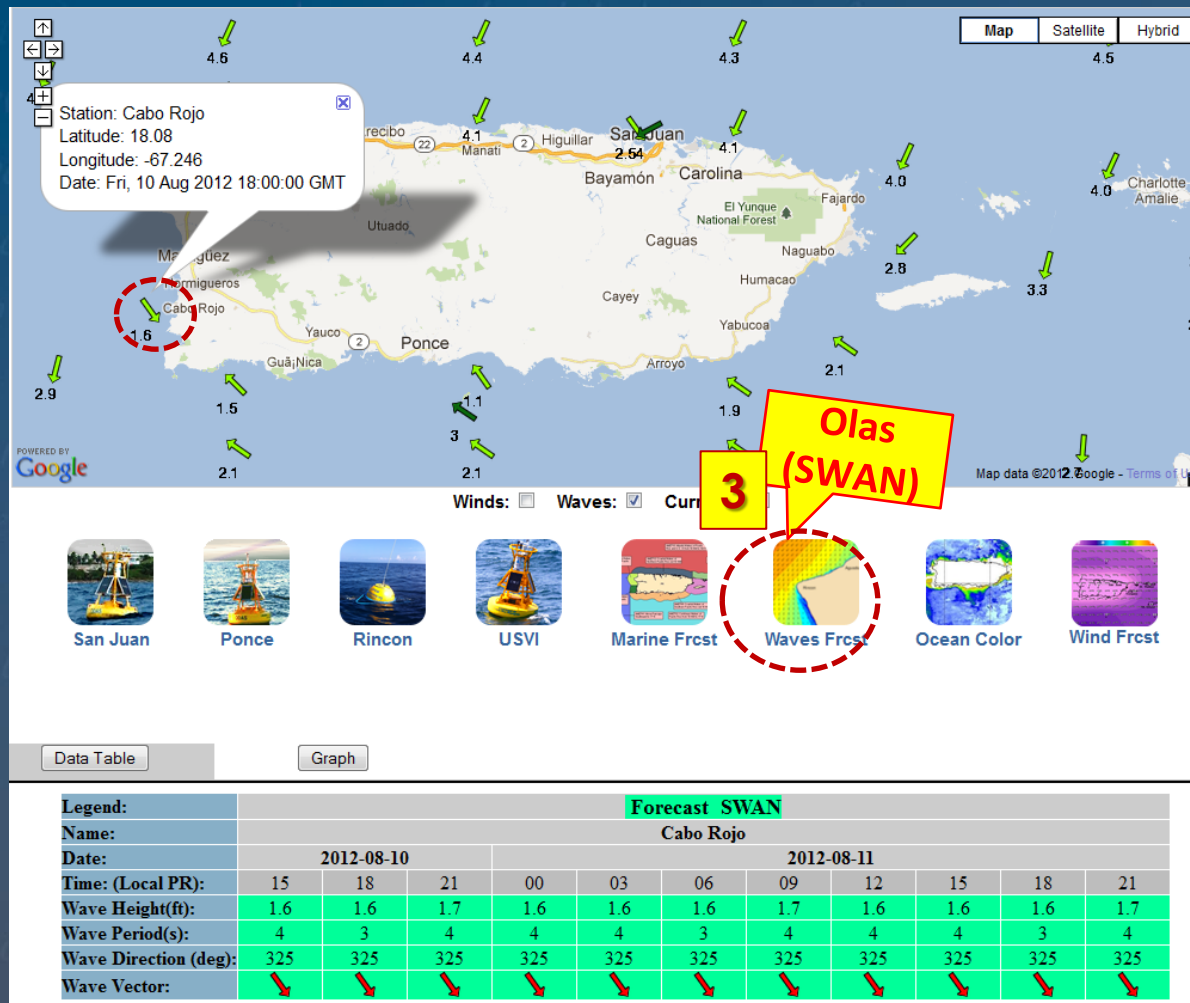 Map Satellite Hybrid
4.6 4.4 4.3 4.5
Station: Cabo Rojo
Latitude: 18.08
Longitude: -67.246
Date: Fri, 10 Aug 2012 18:00:00 GMT
22 4.1 Manati 2 Higuillar San Juan 2.54 4.1
Bayamón Carolina
4.0 4.0 Charlotte Amalie
El Yunque National Forest Fajardo
Utuado
Caguas Naguabo
2.8
Hormigueros Humacao 3.3
Cabo Rojo Cayey
1.6 Yauco 2 Ponce Yabucoa
Guã¡Nica Arroyo 2.1
2.9 1.5 1.1 1.9
3
2.1 2.1
POWERED BY
Google
Map data ©2012 Google - Terms of
2.7
Olas
(SWAN)
3
Winds: Waves:
San Juan Ponce Rincon USVI Marine Frcst Waves Frcst Ocean Color Wind Frcst
Data Table Graph
Legend: Forecast SWAN
Name: Cabo Rojo
Date: 2012-08-10 2012-08-11
Time: (Local PR): 15 18 21 00 03 06 09 12 15 18 21
Wave Height(ft): 1.6 1.6 1.7 1.6 1.6 1.6 1.7 1.6 1.6 1.6 1.7
Wave Period(s): 4 3 4 4 4 3 4 4 4 3 4
Wave Direction (deg): 325 325 325 325 325 325 325 325 325 325 325
Wave Vector: